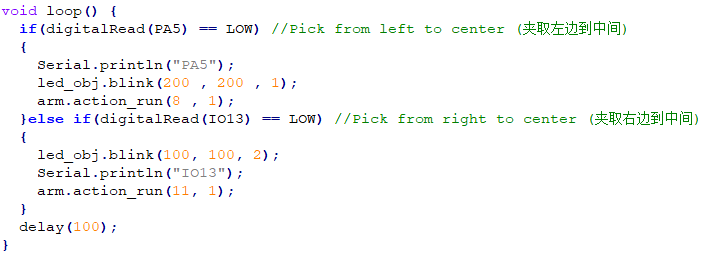 void loop() {
  if(digitalRead(PA5) == LOW) //Pick from left to center (夹取左边到中间)
  {
    Serial.println("PA5");
    led_obj.blink(200 , 200 , 1);
    arm.action_run(8 , 1);
  }else if(digitalRead(IO13) == LOW) //Pick from right to center (夹取右边到中间)
  {
    led_obj.blink(100, 100, 2);
    Serial.println("IO13");
    arm.action_run(11, 1);
  }
  delay(100);
}